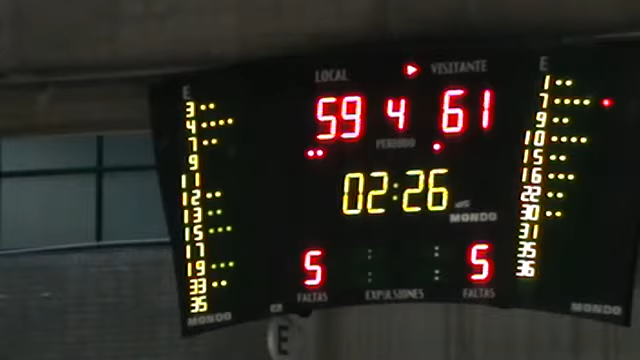 LOCAL VISITANTE
59 4 61
PERIODO
02:26
MONDO
5 5
FALTAS EXPULSIONES FALTAS
E
3
4
7
9
11
12
13
15
17
19
33
35
MONDO
E
1
7
9
10
15
16
22
30
31
35
36
MONDO
E